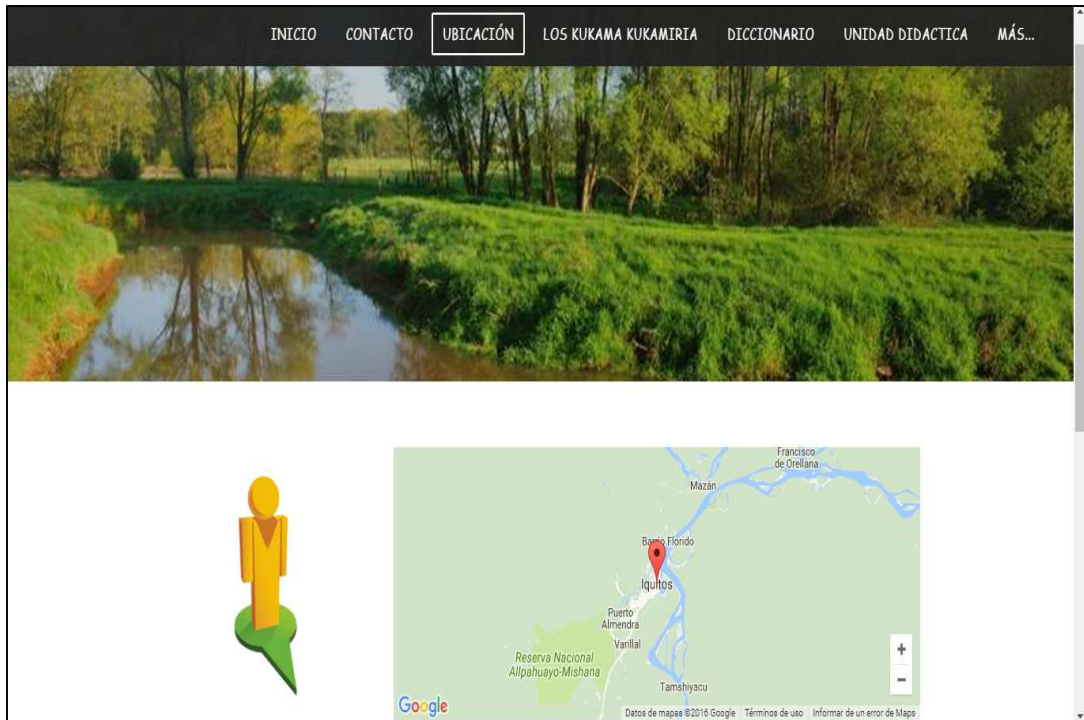 INICIO CONTACTO UBICACIÓN LOS KUKAMA KUKAMIRIA DICCIONARIO UNIDAD DIDACTICA MÁS...
Francisco
de Orellana
Mazán
Barrio Florido
Iquitos
Puerto
Almendra
Varillal
Reserva Nacional
Allpahuayo-Mishana
Tamshiyacu
+
−
Google
Datos de mapas ©2016 Google Términos de uso Informar de un error de Maps